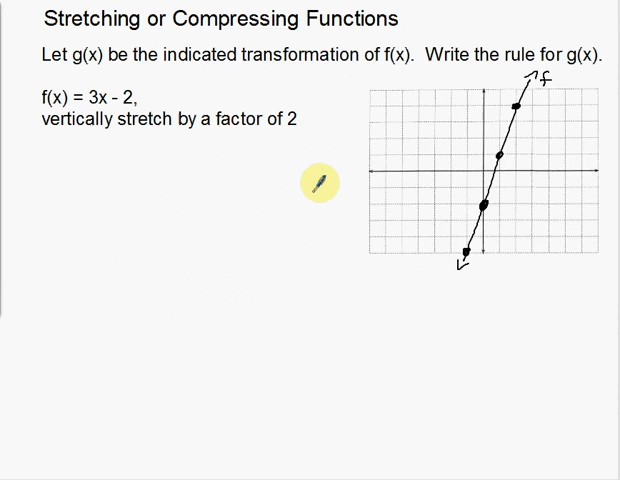 Stretching or Compressing Functions
Let g(x) be the indicated transformation of f(x).  Write the rule for g(x).
f
f(x) = 3x - 2,
vertically stretch by a factor of 2